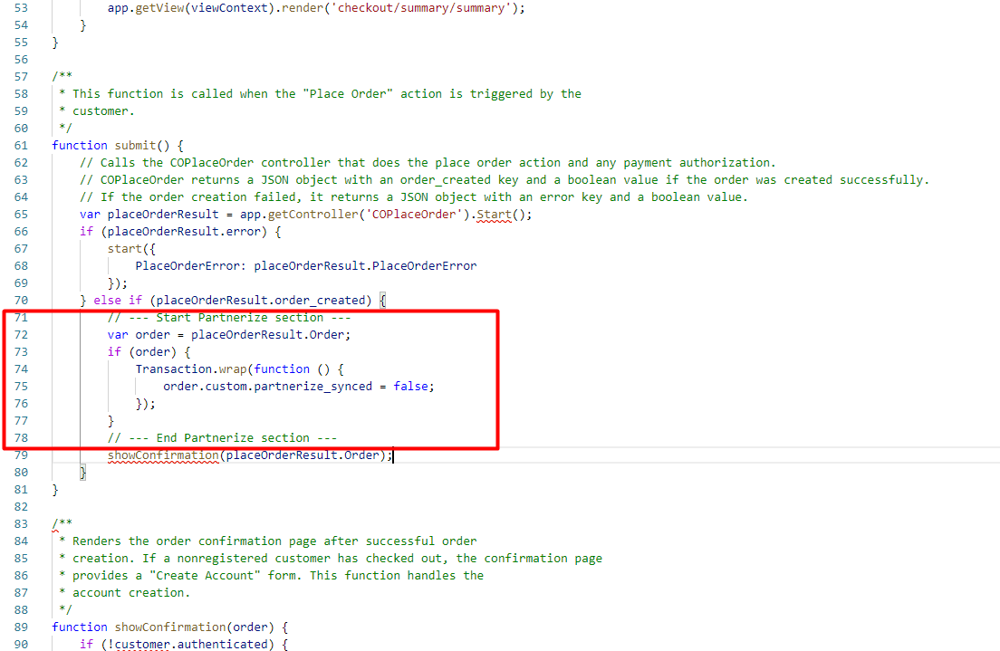 53 app.getView(viewContext).render('checkout/summary/summary');
54 }
55 }
56
57 /**
58 * This function is called when the "Place Order" action is triggered by the
59 * customer.
60 */
61 function submit() {
62 // Calls the COPlaceOrder controller that does the place order action and any payment authorization.
63 // COPlaceOrder returns a JSON object with an order_created key and a boolean value if the order was created successfully.
64 // If the order creation failed, it returns a JSON object with an error key and a boolean value.
65 var placeOrderResult = app.getController('COPlaceOrder').Start();
66 if (placeOrderResult.error) {
67 start({
68 PlaceOrderError: placeOrderResult.PlaceOrderError
69 });
70 } else if (placeOrderResult.order_created) {
71 // --- Start Partnerize section ---
72 var order = placeOrderResult.Order;
73 if (order) {
74 Transaction.wrap(function () {
75 order.custom.partnerize_synced = false;
76 });
77 }
78 // --- End Partnerize section ---
79 showConfirmation(placeOrderResult.Order);
80 }
81 }
82
83 /**
84 * Renders the order confirmation page after successful order
85 * creation. If a nonregistered customer has checked out, the confirmation page
86 * provides a "Create Account" form. This function handles the
87 * account creation.
88 */
89 function showConfirmation(order) {
90 if (!customer.authenticated) {